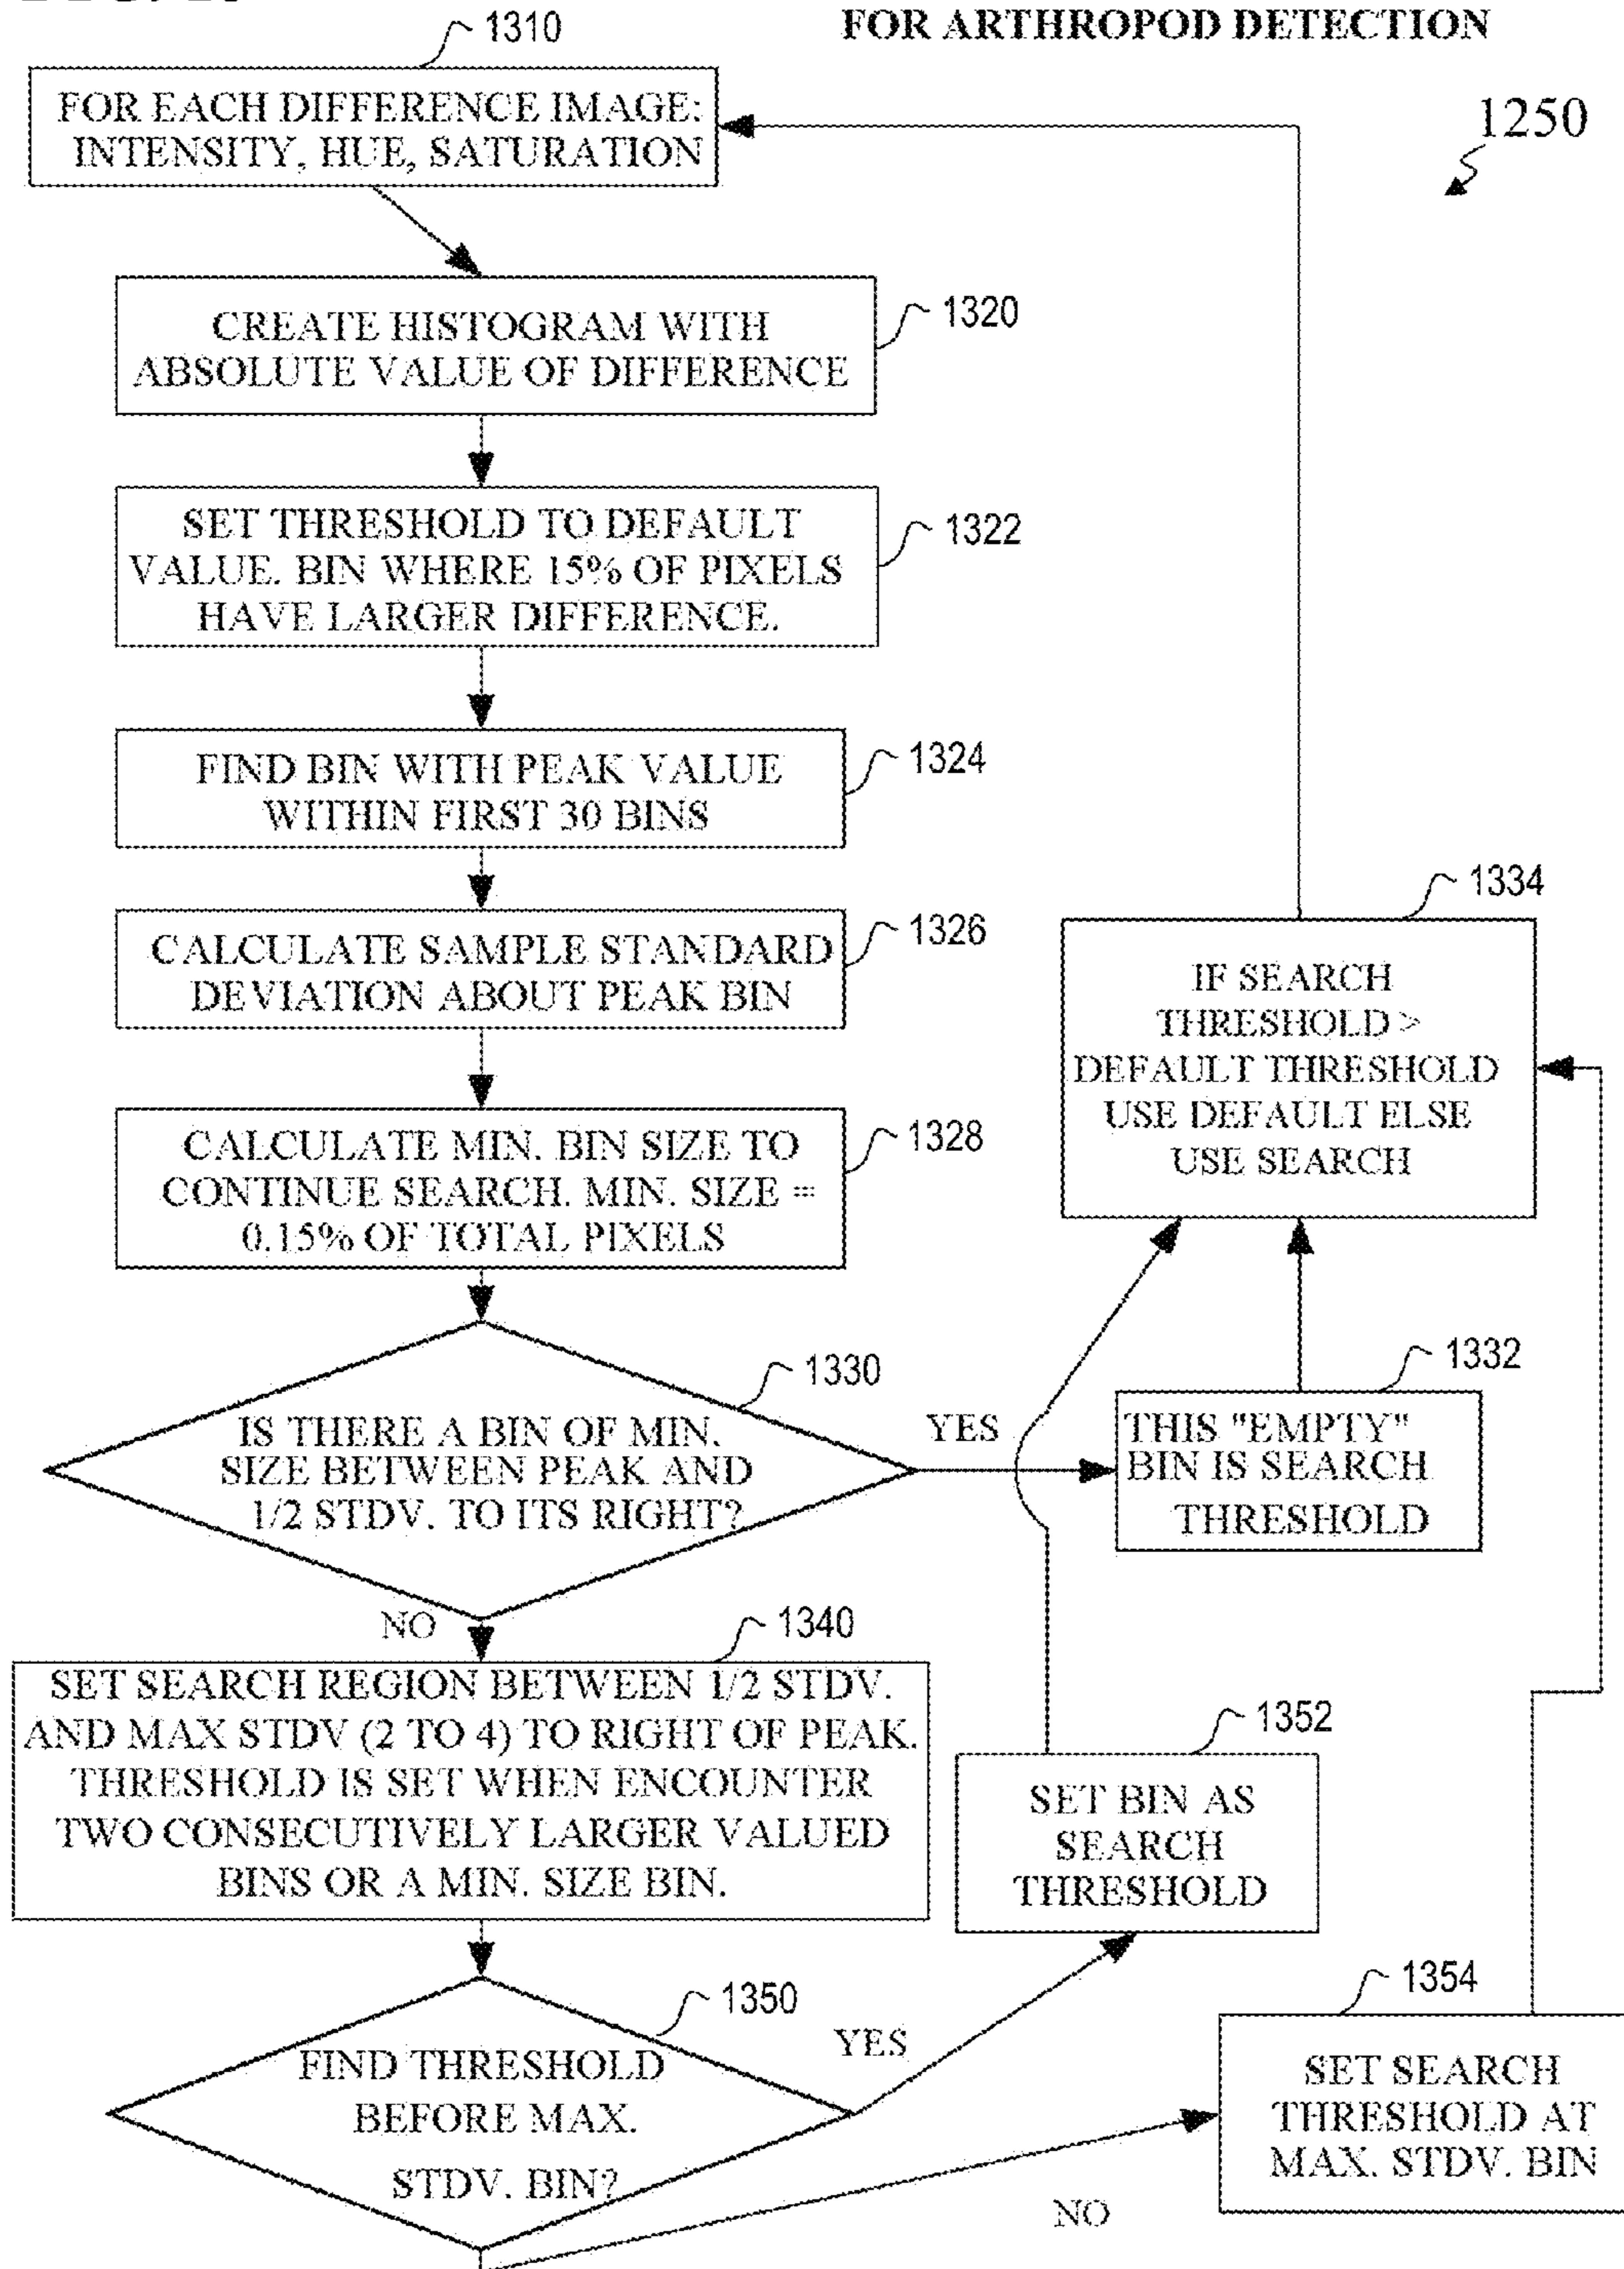 1310
FOR ARTHROPOD DETECTION
FOR EACH DIFFERENCE IMAGE:
INTENSITY, HUE, SATURATION
1250
CREATE HISTOGRAM WITH
ABSOLUTE VALUE OF DIFFERENCE
1320
SET THRESHOLD TO DEFAULT
VALUE. BIN WHERE 15% OF PIXELS
HAVE LARGER DIFFERENCE.
1322
FIND BIN WITH PEAK VALUE
WITHIN FIRST 30 BINS
1324
CALCULATE SAMPLE STANDARD
DEVIATION ABOUT PEAK BIN
1326
1334
IF SEARCH
THRESHOLD >
DEFAULT THRESHOLD
USE DEFAULT ELSE
USE SEARCH
CALCULATE MIN. BIN SIZE TO
CONTINUE SEARCH. MIN. SIZE =
0.15% OF TOTAL PIXELS
1328
1330
IS THERE A BIN OF MIN.
SIZE BETWEEN PEAK AND
1/2 STDV. TO ITS RIGHT?
YES
1332
THIS "EMPTY"
BIN IS SEARCH
THRESHOLD
NO
1340
SET SEARCH REGION BETWEEN 1/2 STDV.
AND MAX STDV (2 TO 4) TO RIGHT OF PEAK.
THRESHOLD IS SET WHEN ENCOUNTER
TWO CONSECUTIVELY LARGER VALUED
BINS OR A MIN. SIZE BIN.
1352
SET BIN AS
SEARCH
THRESHOLD
1350
FIND THRESHOLD
BEFORE MAX.
STDV. BIN?
YES
NO
1354
SET SEARCH
THRESHOLD AT
MAX. STDV. BIN